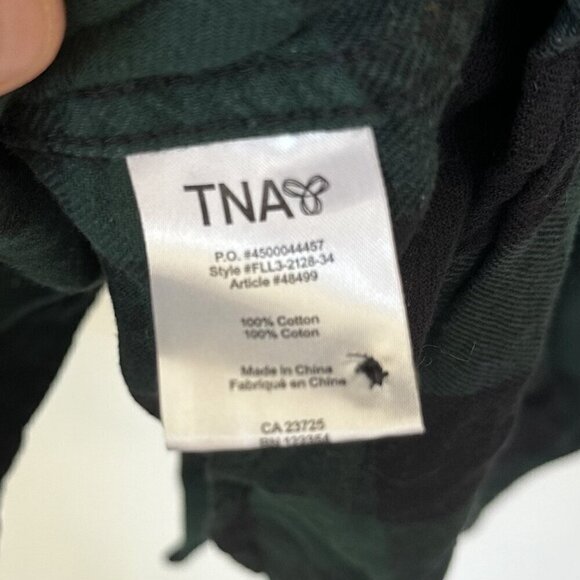 TNA
P.O. #4500044457
Style #FLL3-2128-34
Article #48499
100% Cotton
100% Coton
Made in China
Fabriqué en Chine
CA 23725